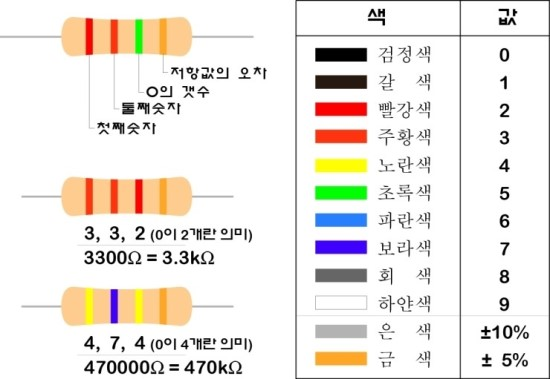 저항값의 오차
O의 갯수
둘째숫자
첫째숫자
3, 3, 2 (0이 2개란 의미)
3300Ω = 3.3kΩ
4, 7, 4 (0이 4개란 의미)
470000Ω = 470kΩ
색 값
검정색 0
갈 색 1
빨강색 2
주황색 3
노란색 4
초록색 5
파란색 6
보라색 7
회 색 8
하얀색 9
은 색 ±10%
금 색 ± 5%